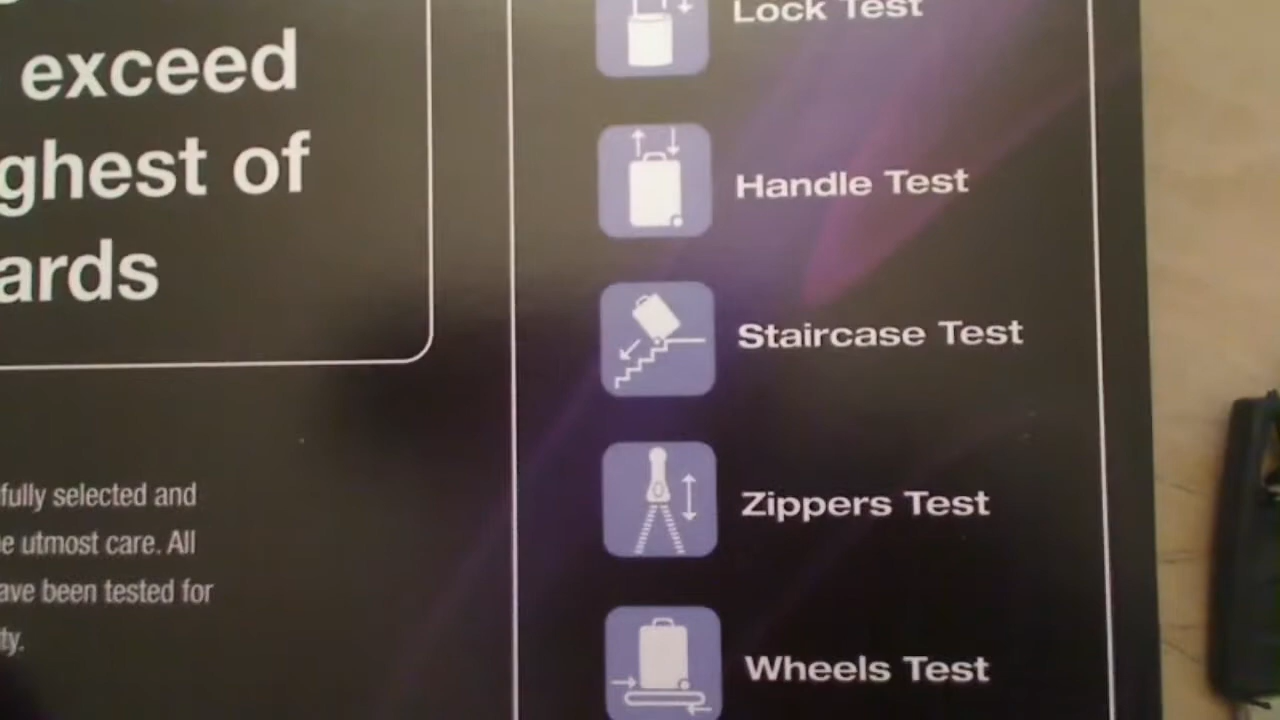 exceed
ghest of
ards
fully selected and
e utmost care. All
ave been tested for
ty.
Lock Test
Handle Test
Staircase Test
Zippers Test
Wheels Test